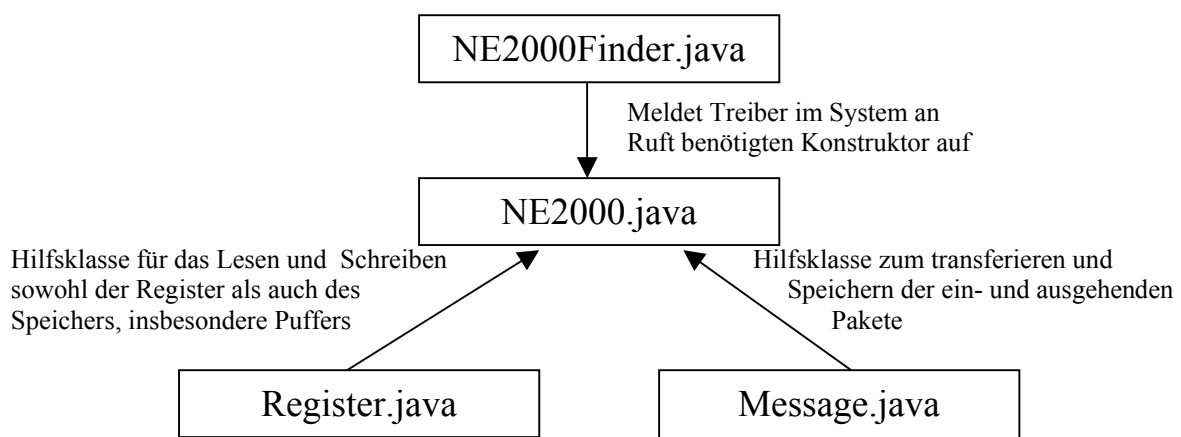 NE2000Finder.java
Meldet Treiber im System an
Ruft benötigten Konstruktor auf
NE2000.java
Hilfsklasse für das Lesen und Schreiben
sowohl der Register als auch des
Speichers, insbesondere Puffers
Hilfsklasse zum transferieren und
Speichern der ein- und ausgehenden
Pakete
Register.java
Message.java